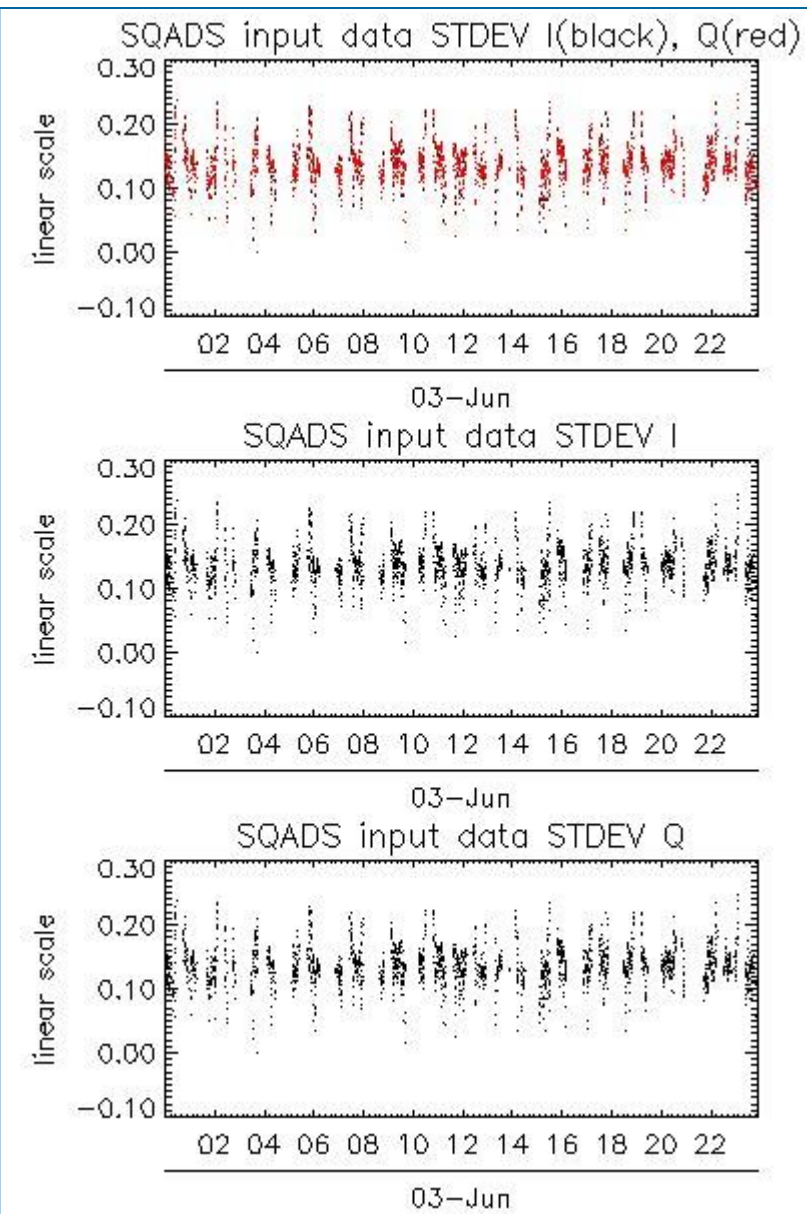 SQADS input data STDEV I(black), Q(red)
0.30
0.20
0.10
0.00
-0.10
linear scale
02 04 06 08 10 12 14 16 18 20 22
03-Jun
SQADS input data STDEV I
0.30
0.20
0.10
0.00
-0.10
linear scale
02 04 06 08 10 12 14 16 18 20 22
03-Jun
SQADS input data STDEV Q
0.30
0.20
0.10
0.00
-0.10
linear scale
02 04 06 08 10 12 14 16 18 20 22
03-Jun